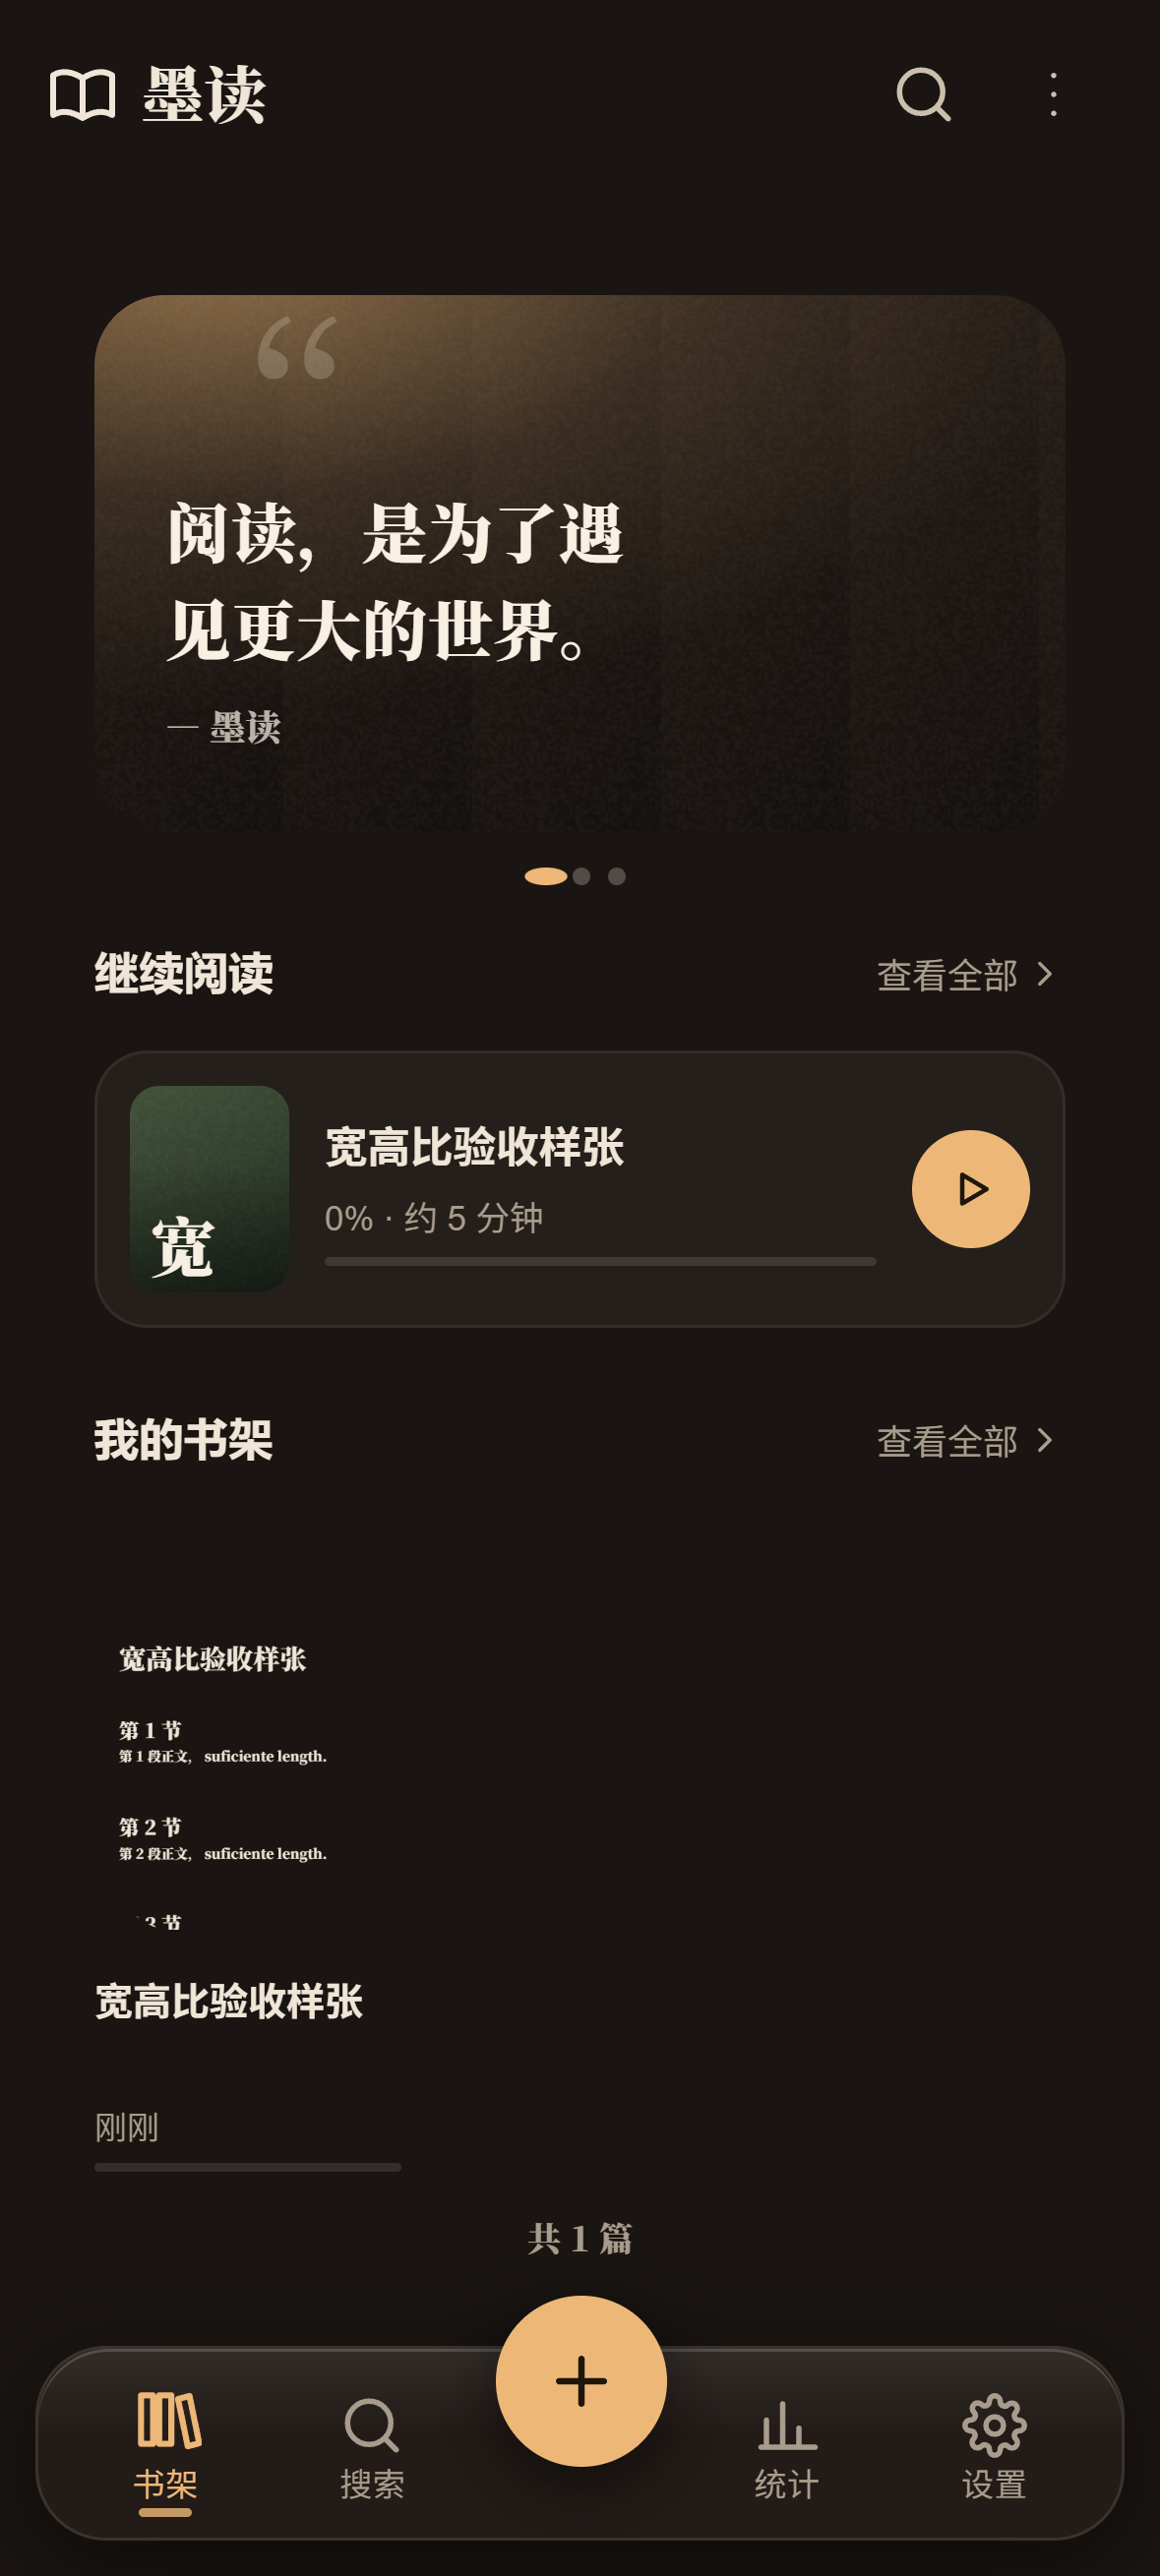 墨读
“
阅读，是为了遇
见更大的世界。
— 墨读
继续阅读
查看全部
宽
宽高比验收样张
0% · 约 5 分钟
我的书架
查看全部
宽高比验收样张
第 1 节
第 1 段正文， suficiente length.
第 2 节
第 2 段正文， suficiente length.
3 节
宽高比验收样张
刚刚
共 1 篇
书架
搜索
统计
设置